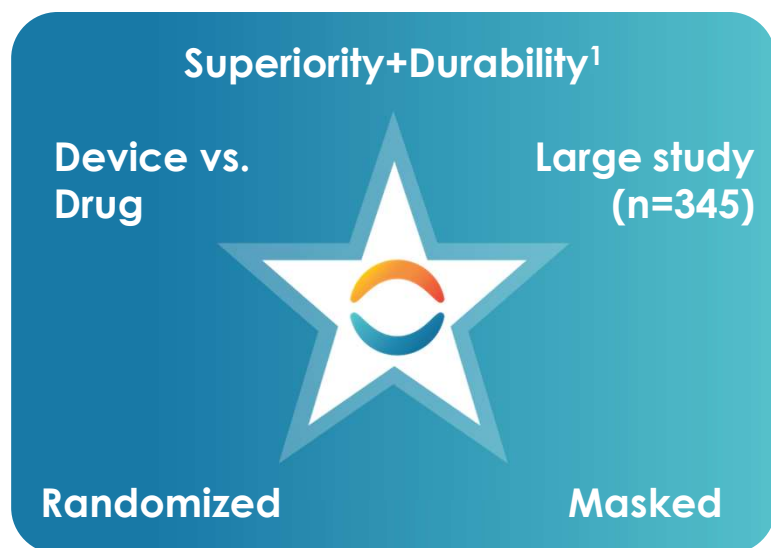 Superiority+Durability¹
Device vs.
Drug
Large study
(n=345)
Randomized
Masked